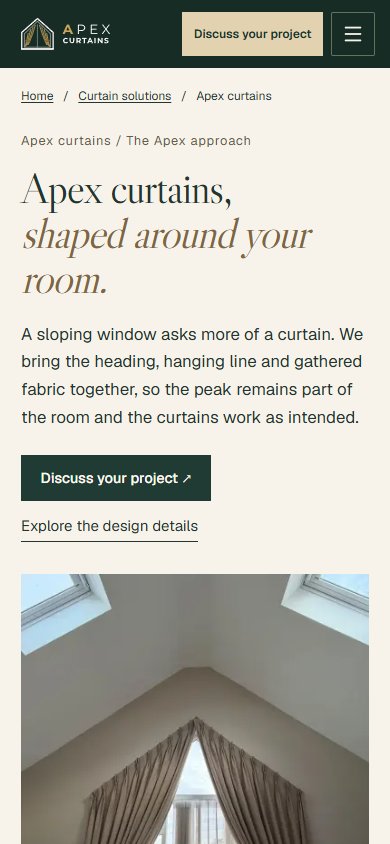 APEX
CURTAINS
Discuss your project
Home / Curtain solutions / Apex curtains
Apex curtains / The Apex approach
Apex curtains,
shaped around your
room.
A sloping window asks more of a curtain. We
bring the heading, hanging line and gathered
fabric together, so the peak remains part of
the room and the curtains work as intended.
Discuss your project ↗
Explore the design details